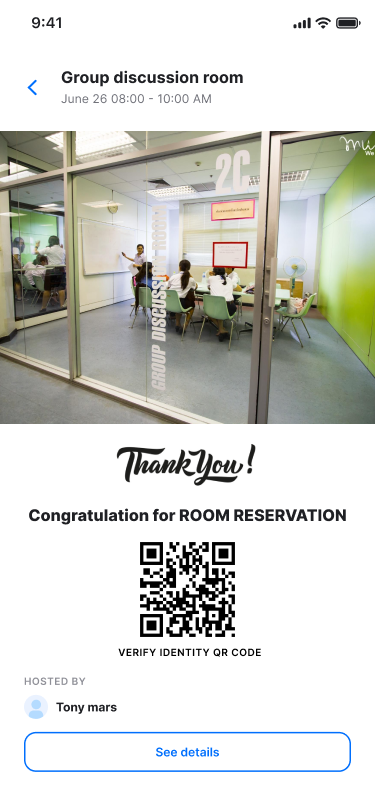 9:41
Group discussion room
June 26 08:00 - 10:00 AM
2C
GROUP DISCUSSION ROOM
We
Thank You!
Congratulation for ROOM RESERVATION
VERIFY IDENTITY QR CODE
HOSTED BY
Tony mars
See details